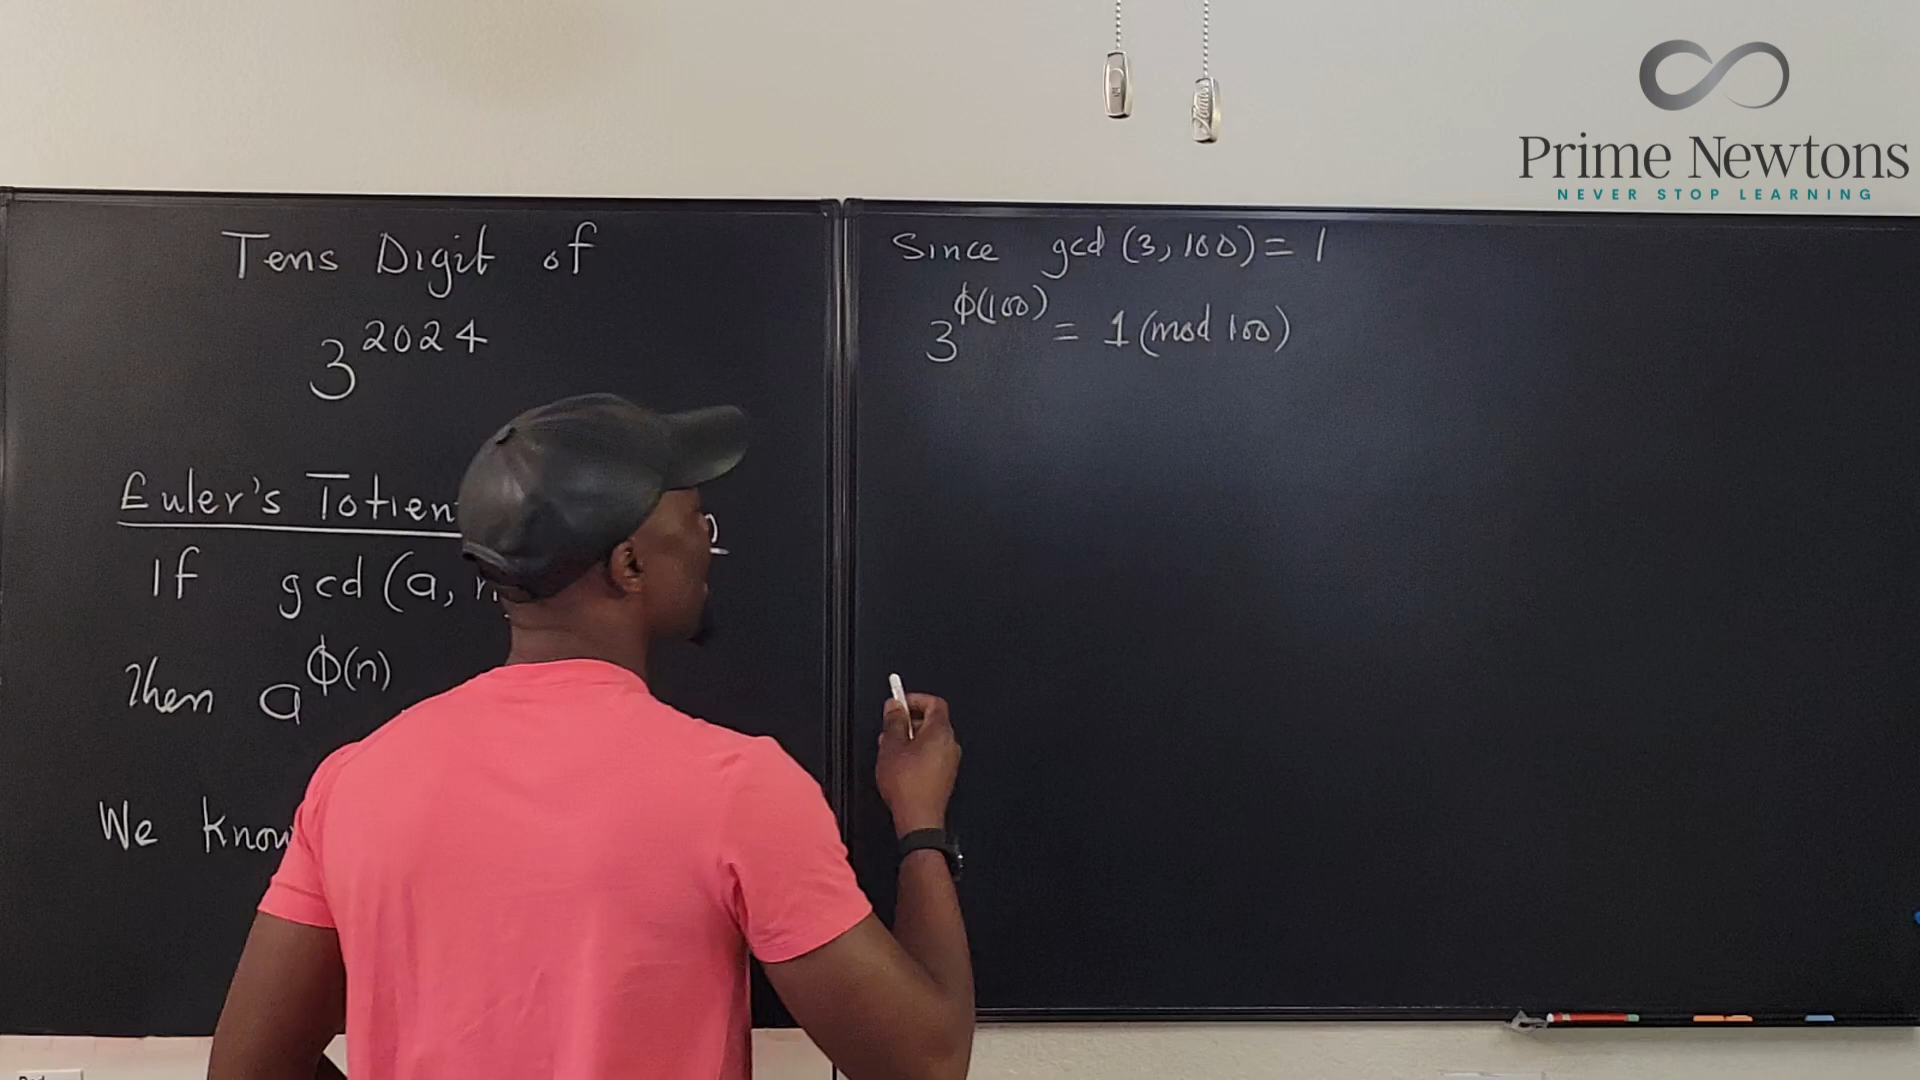 Prime Newtons
NEVER STOP LEARNING
Tens Digit of
3^2024
Euler's Totient
If gcd(a,
Then a^ϕ(n)
We know
Since gcd(3,100)=1
3^ϕ(100) = 1(mod 100)